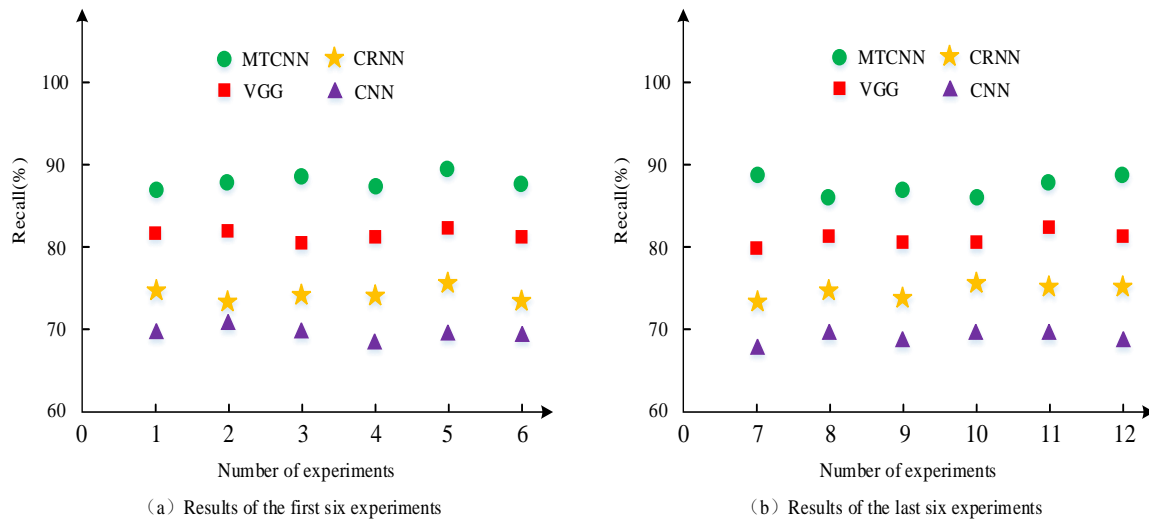 MTCNN CRNN
VGG CNN
100
90
80
70
60
Recall(%)
0 1 2 3 4 5 6
Number of experiments
（a）Results of the first six experiments
MTCNN CRNN
VGG CNN
100
90
80
70
60
Recall(%)
0 7 8 9 10 11 12
Number of experiments
（b）Results of the last six experiments